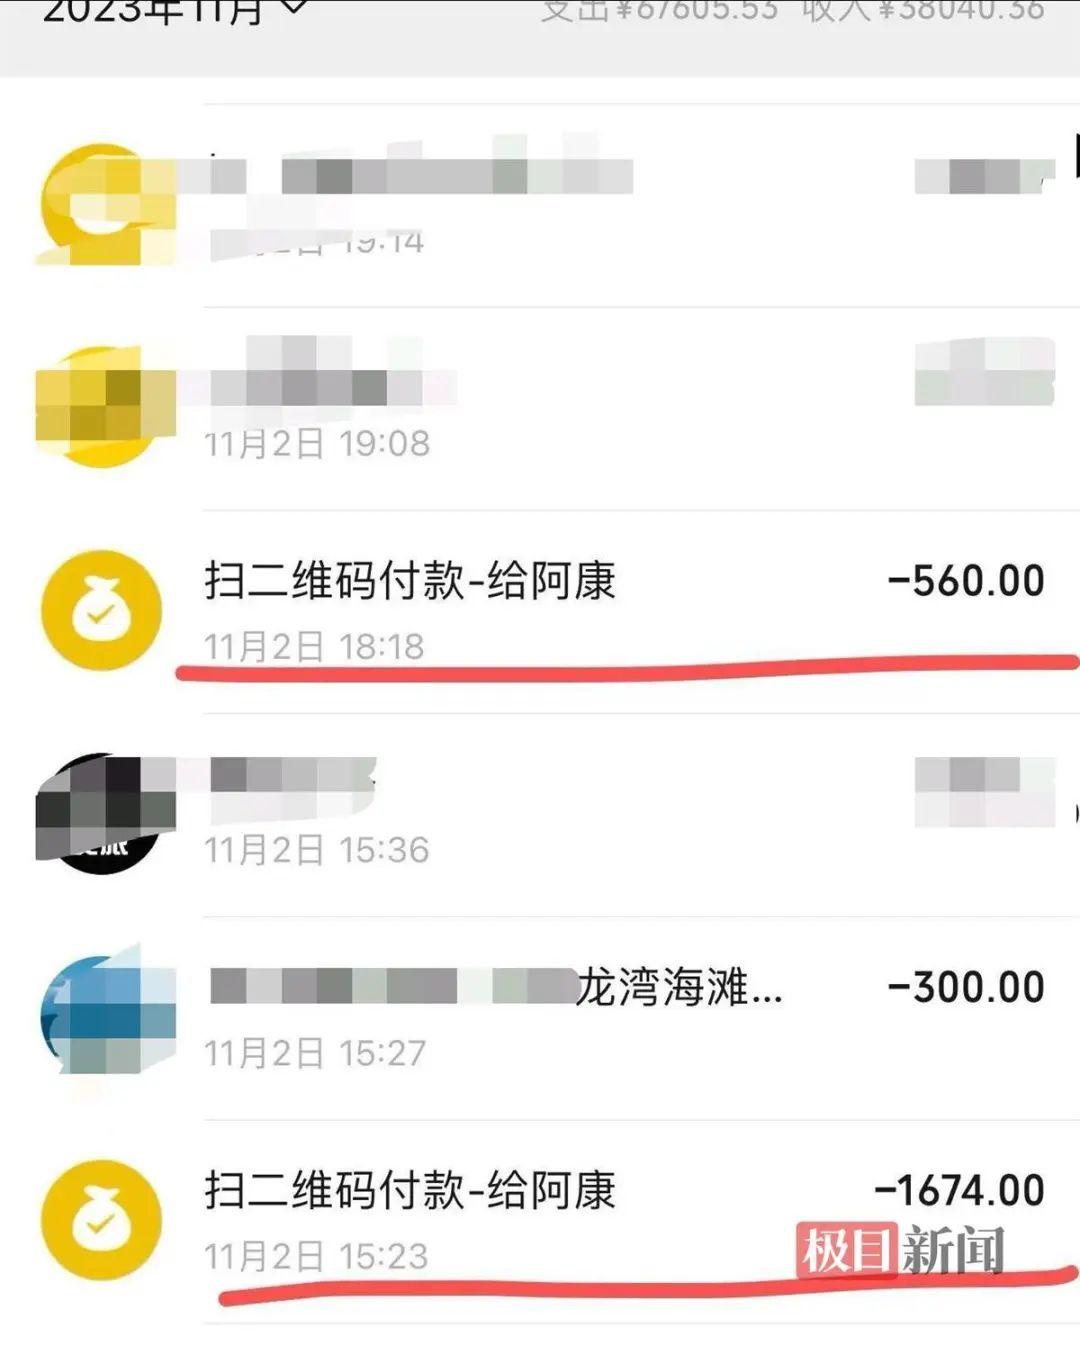 2023年11月
支出¥67605.53 收入¥38040.36
19:14
11月2日 19:08
扫二维码付款-给阿康
-560.00
11月2日 18:18
11月2日 15:36
龙湾海滩...
-300.00
11月2日 15:27
扫二维码付款-给阿康
-1674.00
11月2日 15:23
极目新闻